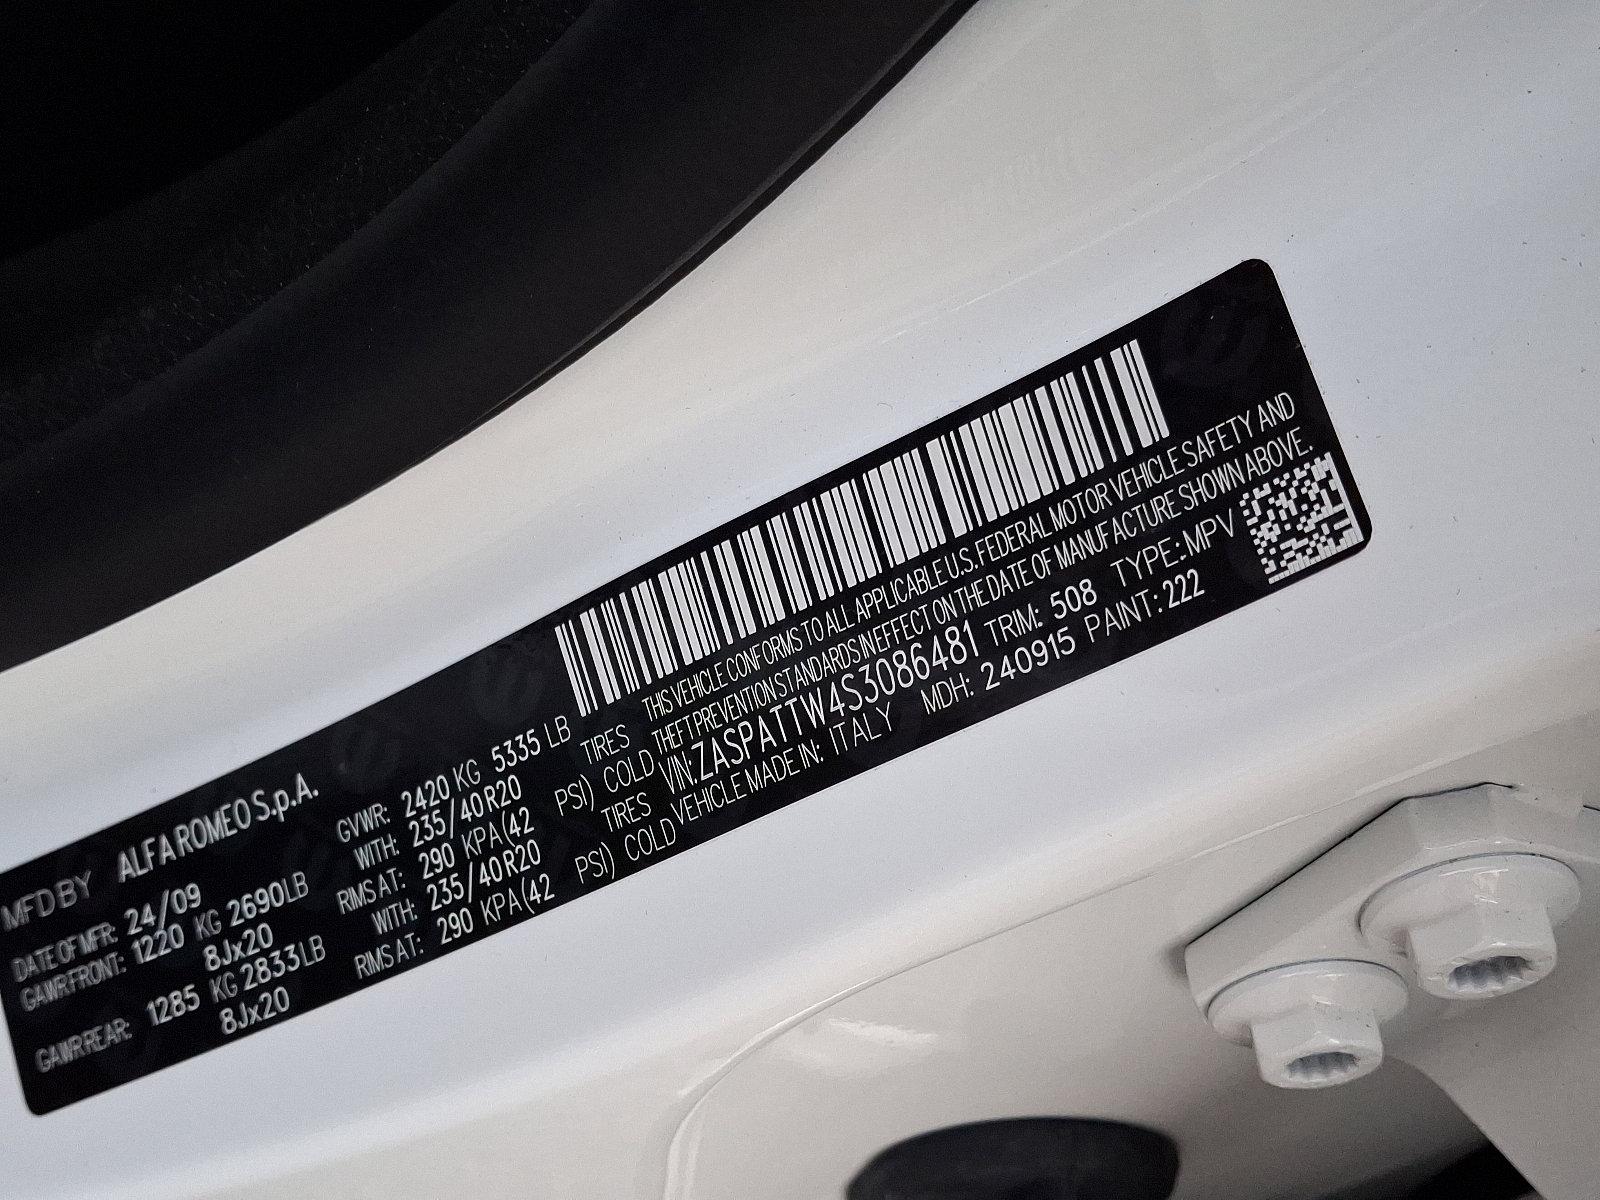 MFD BY ALFA ROMEO S.p.A.
DATE OF MFR: 24/09 GVWR: 2420 KG 5335 LB
GAWR FRONT: 1220 KG 2690 LB WITH: 235/40 R20 TIRES
8Jx20 RIMS AT: 290 KPA (42 PSI) COLD
GAWR REAR: 1285 KG 2833 LB WITH: 235/40 R20 TIRES
8Jx20 RIMS AT: 290 KPA (42 PSI) COLD
THIS VEHICLE CONFORMS TO ALL APPLICABLE U.S. FEDERAL MOTOR VEHICLE SAFETY AND
THEFT PREVENTION STANDARDS IN EFFECT ON THE DATE OF MANUFACTURE SHOWN ABOVE.
VIN: ZASPATTW4S3086481 TRIM: 508 TYPE: MPV
VEHICLE MADE IN: ITALY MDH: 240915 PAINT: 222